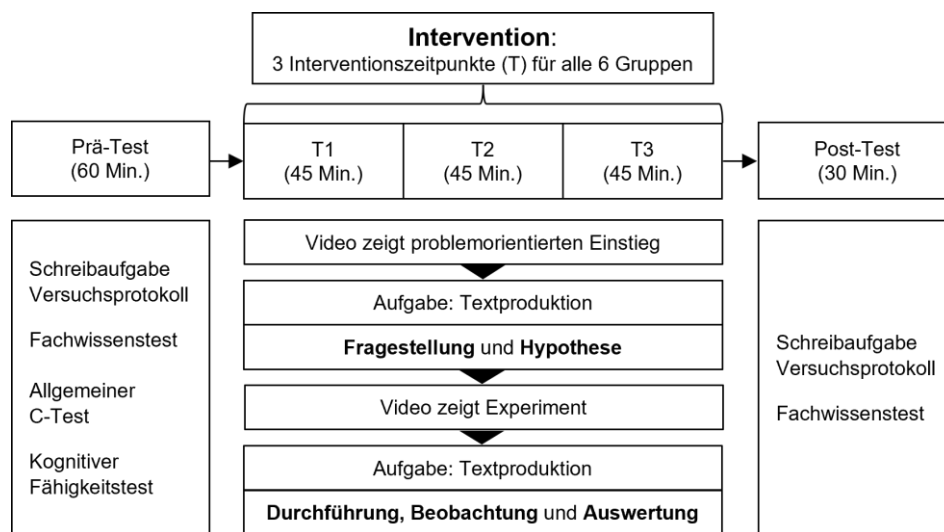 Intervention:
3 Interventionszeitpunkte (T) für alle 6 Gruppen
Prä-Test
(60 Min.)
T1
(45 Min.)
T2
(45 Min.)
T3
(45 Min.)
Post-Test
(30 Min.)
Schreibaufgabe
Versuchsprotokoll
Fachwissenstest
Allgemeiner
C-Test
Kognitiver
Fähigkeitstest
Video zeigt problemorientierten Einstieg
Aufgabe: Textproduktion
Fragestellung und Hypothese
Video zeigt Experiment
Aufgabe: Textproduktion
Durchführung, Beobachtung und Auswertung
Schreibaufgabe
Versuchsprotokoll
Fachwissenstest